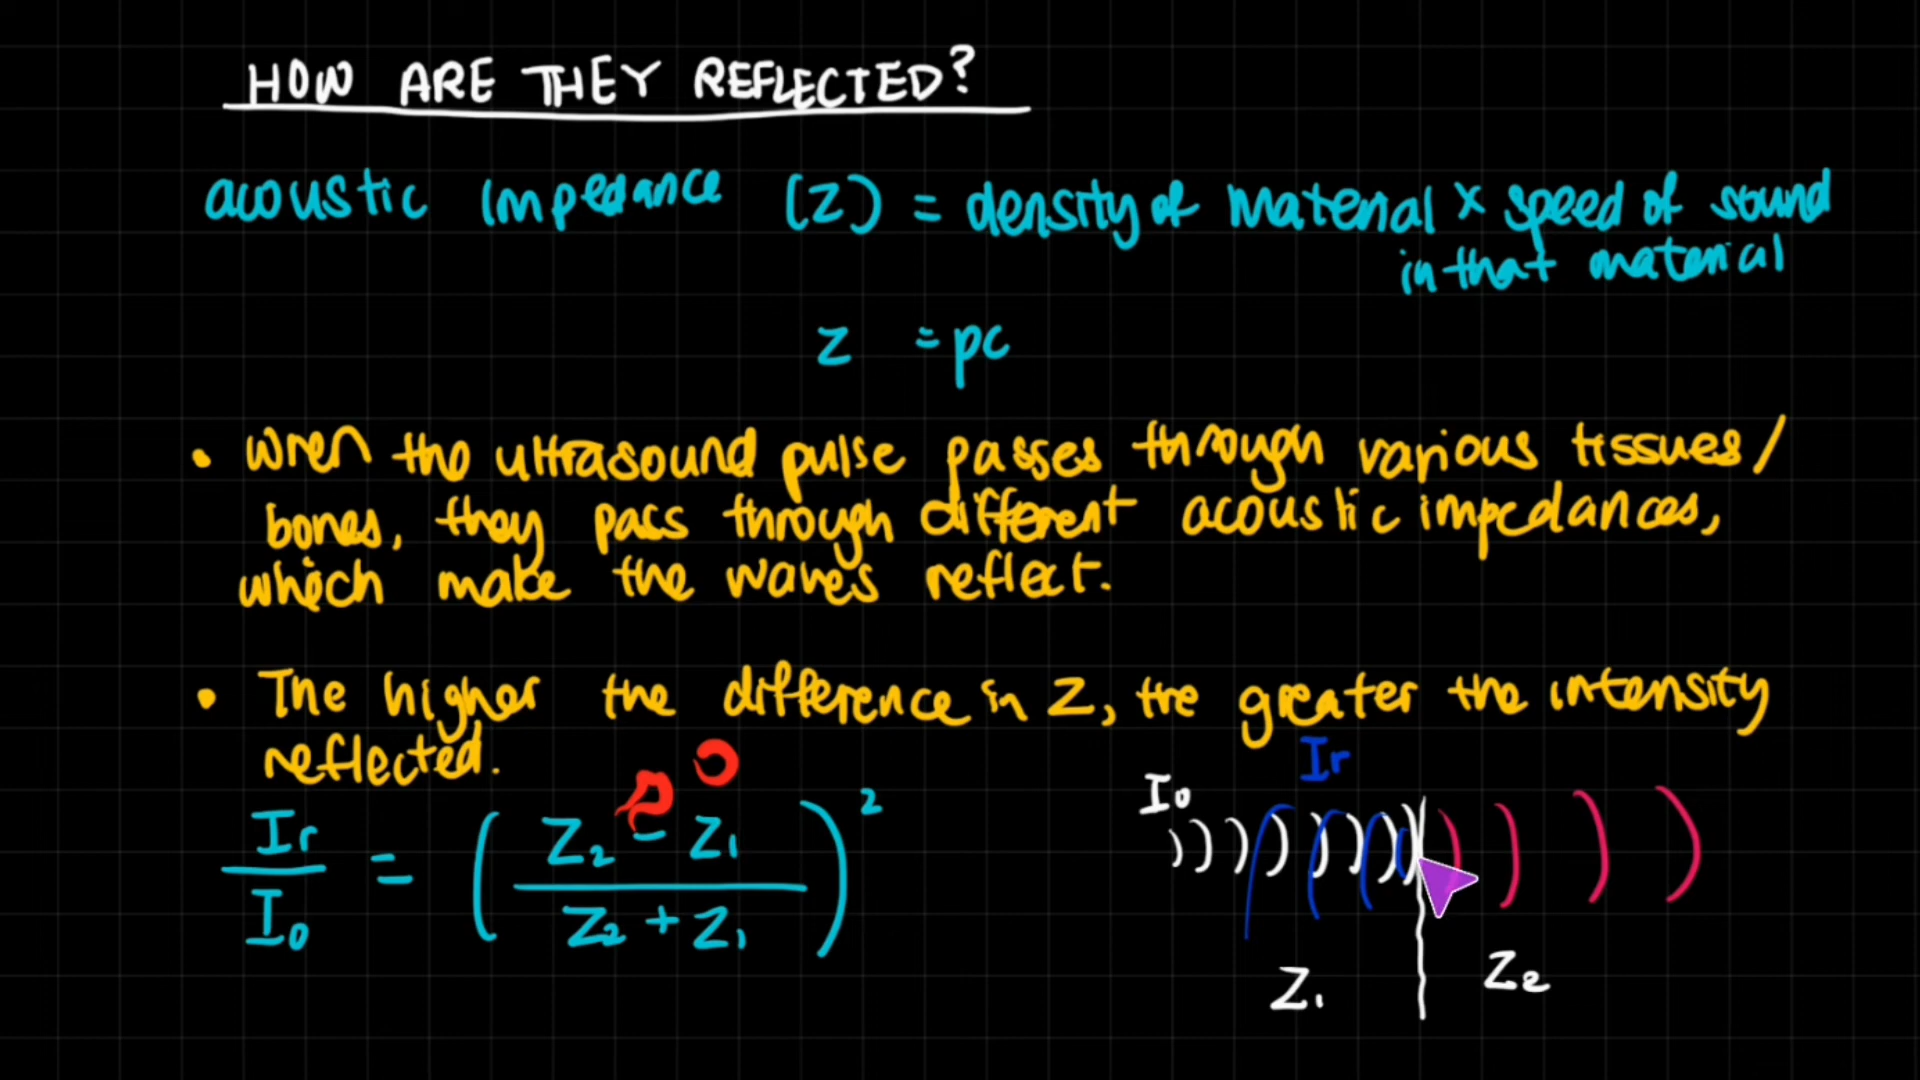 HOW ARE THEY REFLECTED?
acoustic impedance (Z) = density of material x speed of sound
in that material
Z = ρc
• When the ultrasound pulse passes through various tissues/
bones, they pass through different acoustic impedances,
which make the waves reflect.
• The higher the difference in Z, the greater the intensity
reflected.
Ir/I0 = ((Z2 - Z1)/(Z2 + Z1))²
I0 Ir
Z1 Z2